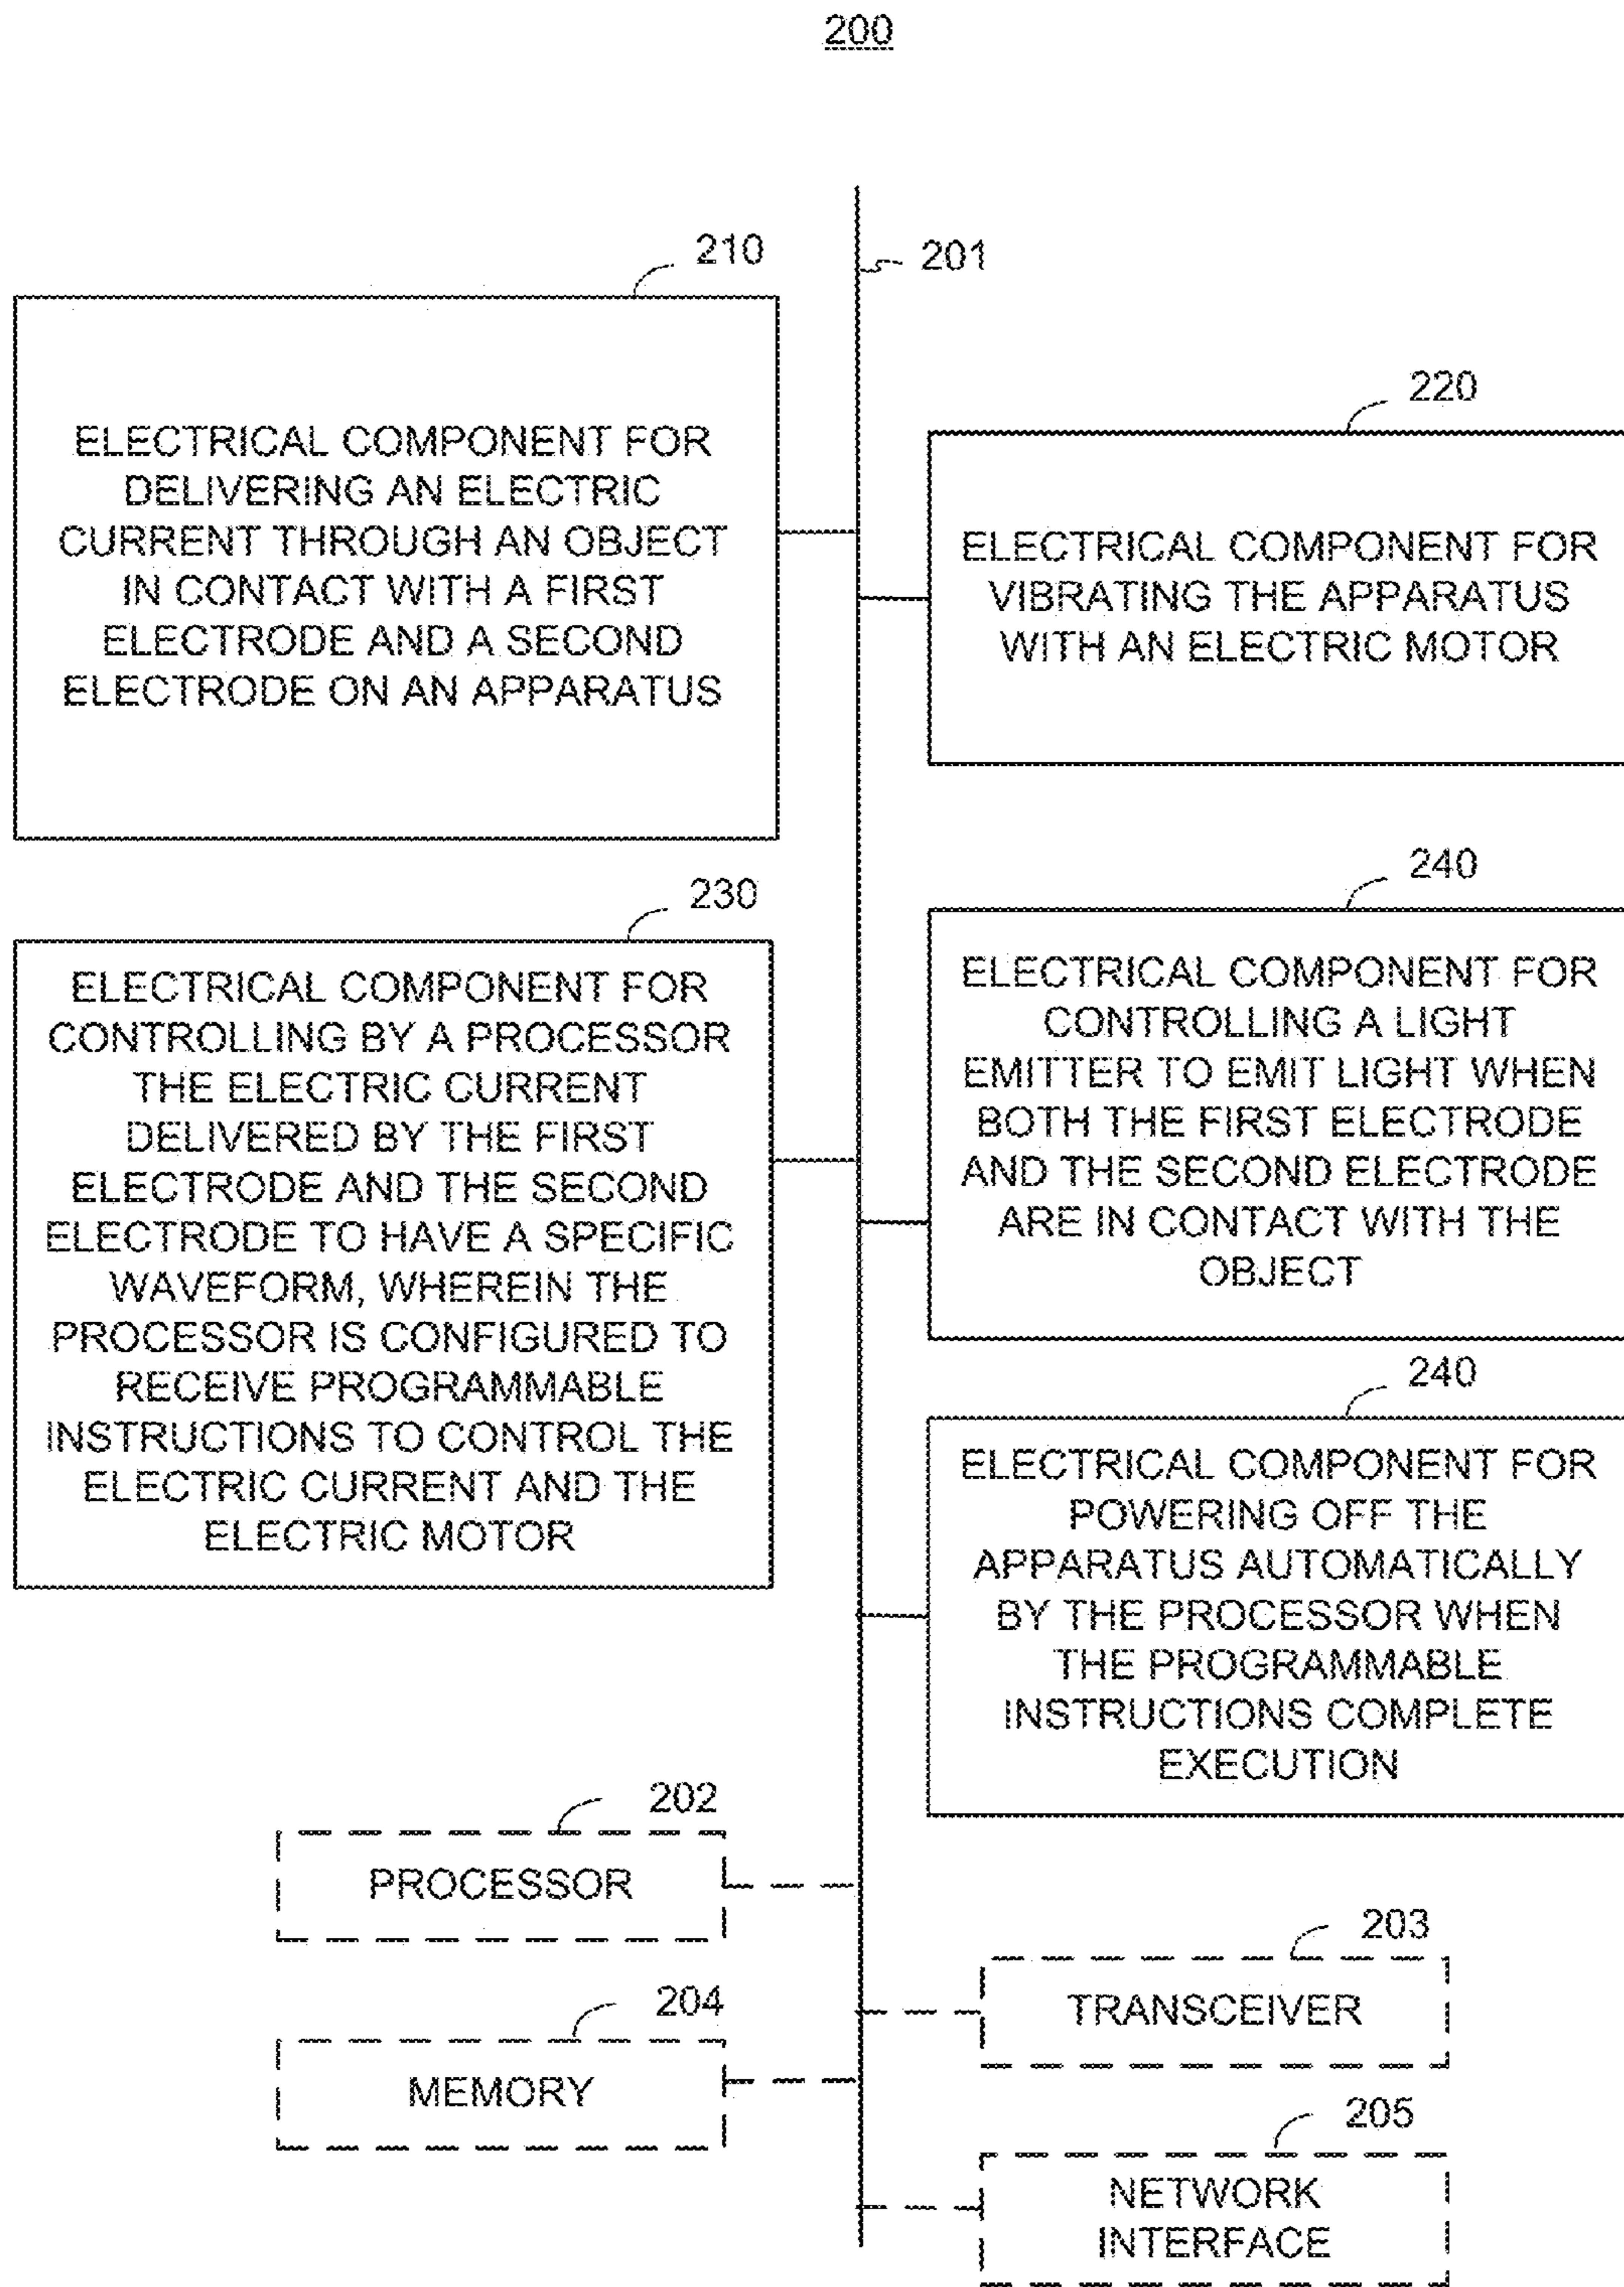 200
210
201
ELECTRICAL COMPONENT FOR
DELIVERING AN ELECTRIC
CURRENT THROUGH AN OBJECT
IN CONTACT WITH A FIRST
ELECTRODE AND A SECOND
ELECTRODE ON AN APPARATUS
220
ELECTRICAL COMPONENT FOR
VIBRATING THE APPARATUS
WITH AN ELECTRIC MOTOR
230
ELECTRICAL COMPONENT FOR
CONTROLLING BY A PROCESSOR
THE ELECTRIC CURRENT
DELIVERED BY THE FIRST
ELECTRODE AND THE SECOND
ELECTRODE TO HAVE A SPECIFIC
WAVEFORM, WHEREIN THE
PROCESSOR IS CONFIGURED TO
RECEIVE PROGRAMMABLE
INSTRUCTIONS TO CONTROL THE
ELECTRIC CURRENT AND THE
ELECTRIC MOTOR
240
ELECTRICAL COMPONENT FOR
CONTROLLING A LIGHT
EMITTER TO EMIT LIGHT WHEN
BOTH THE FIRST ELECTRODE
AND THE SECOND ELECTRODE
ARE IN CONTACT WITH THE
OBJECT
240
ELECTRICAL COMPONENT FOR
POWERING OFF THE
APPARATUS AUTOMATICALLY
BY THE PROCESSOR WHEN
THE PROGRAMMABLE
INSTRUCTIONS COMPLETE
EXECUTION
202
PROCESSOR
203
TRANSCEIVER
204
MEMORY
205
NETWORK
INTERFACE